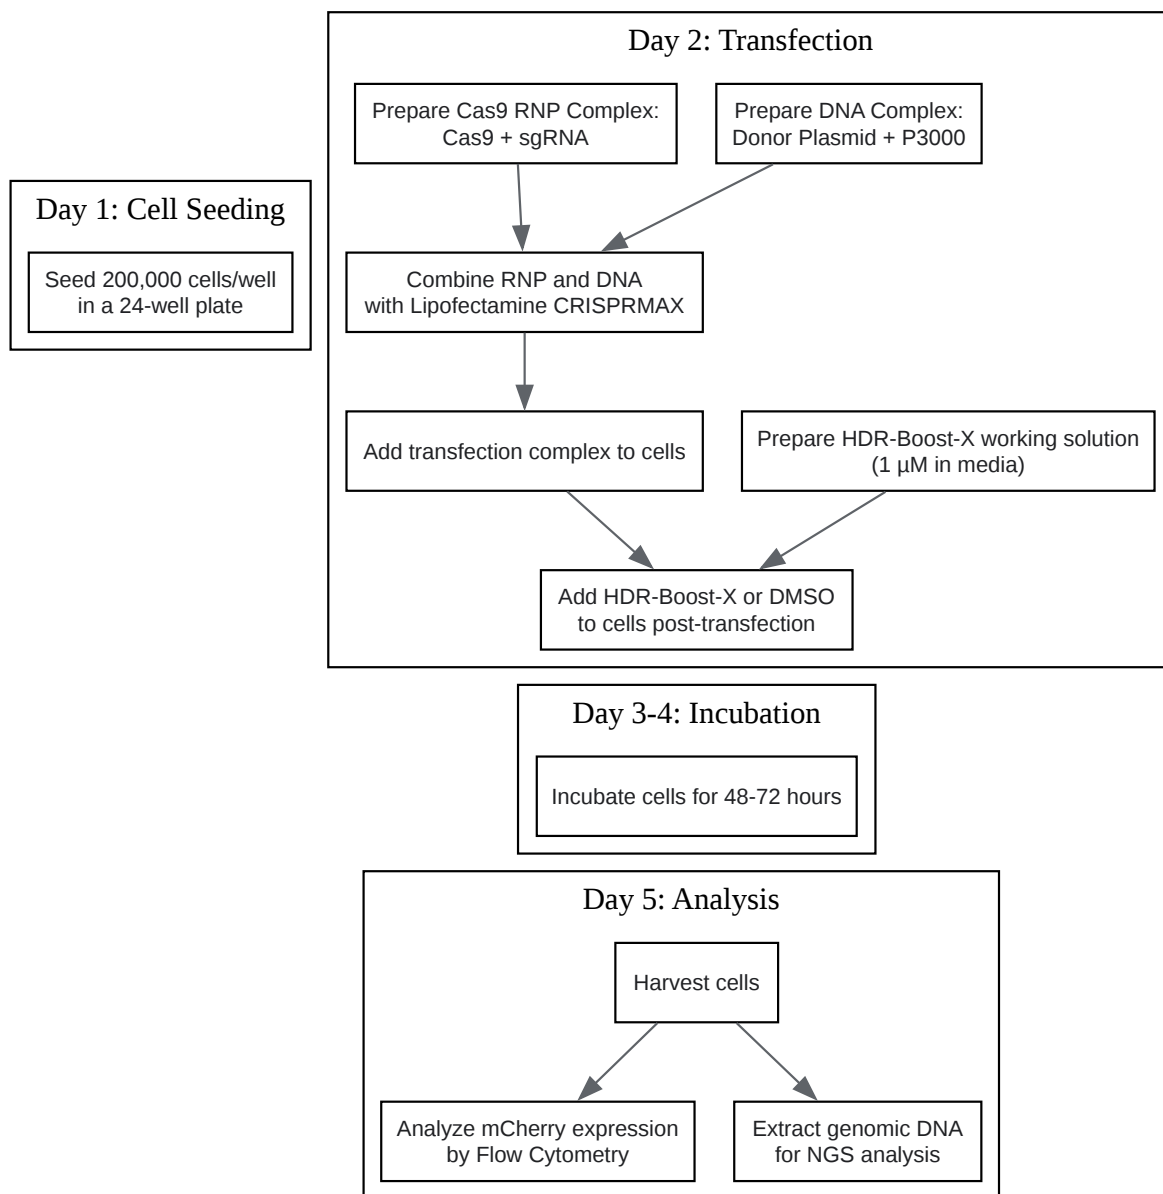 Day 1: Cell Seeding
Seed 200,000 cells/well
in a 24-well plate
Day 2: Transfection
Prepare Cas9 RNP Complex:
Cas9 + sgRNA
Prepare DNA Complex:
Donor Plasmid + P3000
Combine RNP and DNA
with Lipofectamine CRISPRMAX
Add transfection complex to cells
Prepare HDR-Boost-X working solution
(1 µM in media)
Add HDR-Boost-X or DMSO
to cells post-transfection
Day 3-4: Incubation
Incubate cells for 48-72 hours
Day 5: Analysis
Harvest cells
Analyze mCherry expression
by Flow Cytometry
Extract genomic DNA
for NGS analysis